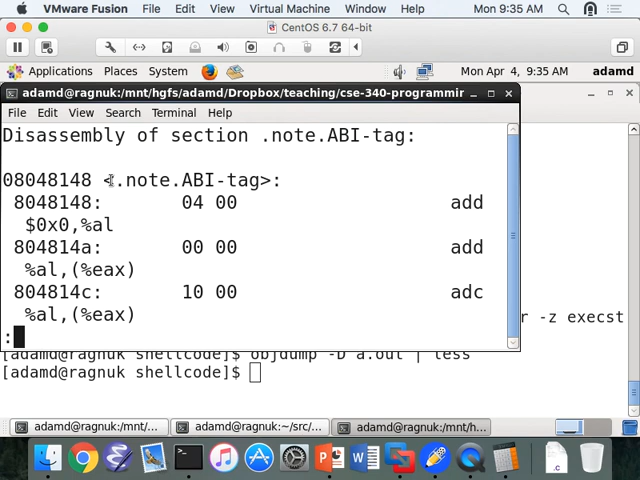 VMware Fusion File Edit View Mon 9:35 AM
CentOS 6.7 64-bit
Applications Places System Mon Apr 4, 9:35 AM adamd
adamd@ragnuk:/mnt/hgfs/adamd/Dropbox/teaching/cse-340-programmir
File Edit View Search Terminal Help
Disassembly of section .note.ABI-tag:
08048148 <.note.ABI-tag>:
8048148: 04 00 add
$0x0,%al
804814a: 00 00 add
%al,(%eax)
804814c: 10 00 adc
%al,(%eax)
:
r -z execst
[adamd@ragnuk shellcode]$ objdump -D a.out | less
[adamd@ragnuk shellcode]$
adamd@ragnuk:/mnt/... adamd@ragnuk:~/src/... adamd@ragnuk:/mnt/h...